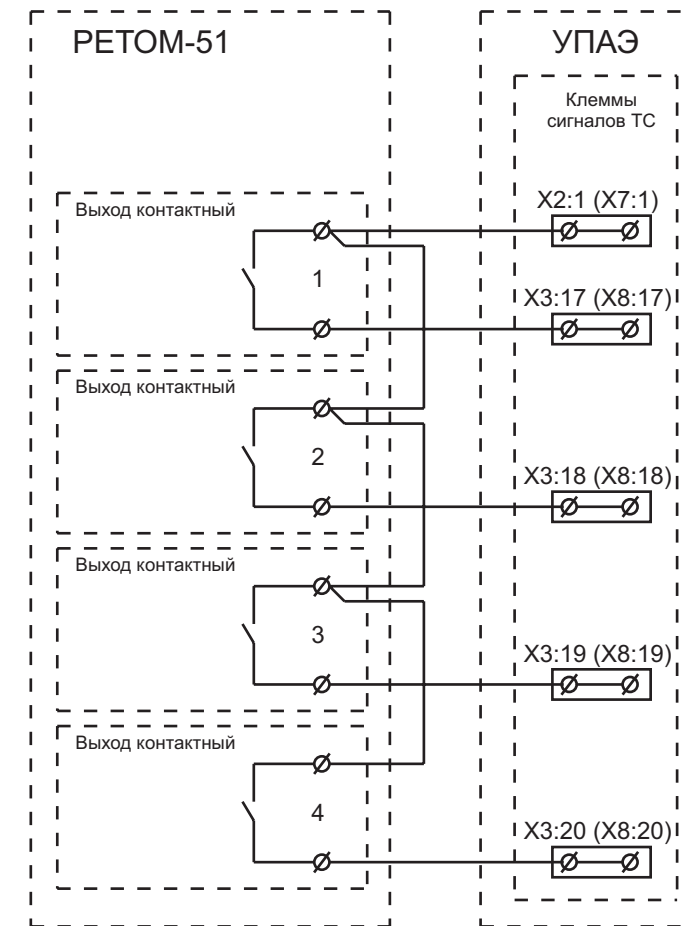 РЕТОМ-51
УПАЭ
Клеммы
сигналов ТС
Выход контактный
1
X2:1 (X7:1)
X3:17 (X8:17)
Выход контактный
2
X3:18 (X8:18)
Выход контактный
3
X3:19 (X8:19)
Выход контактный
4
X3:20 (X8:20)